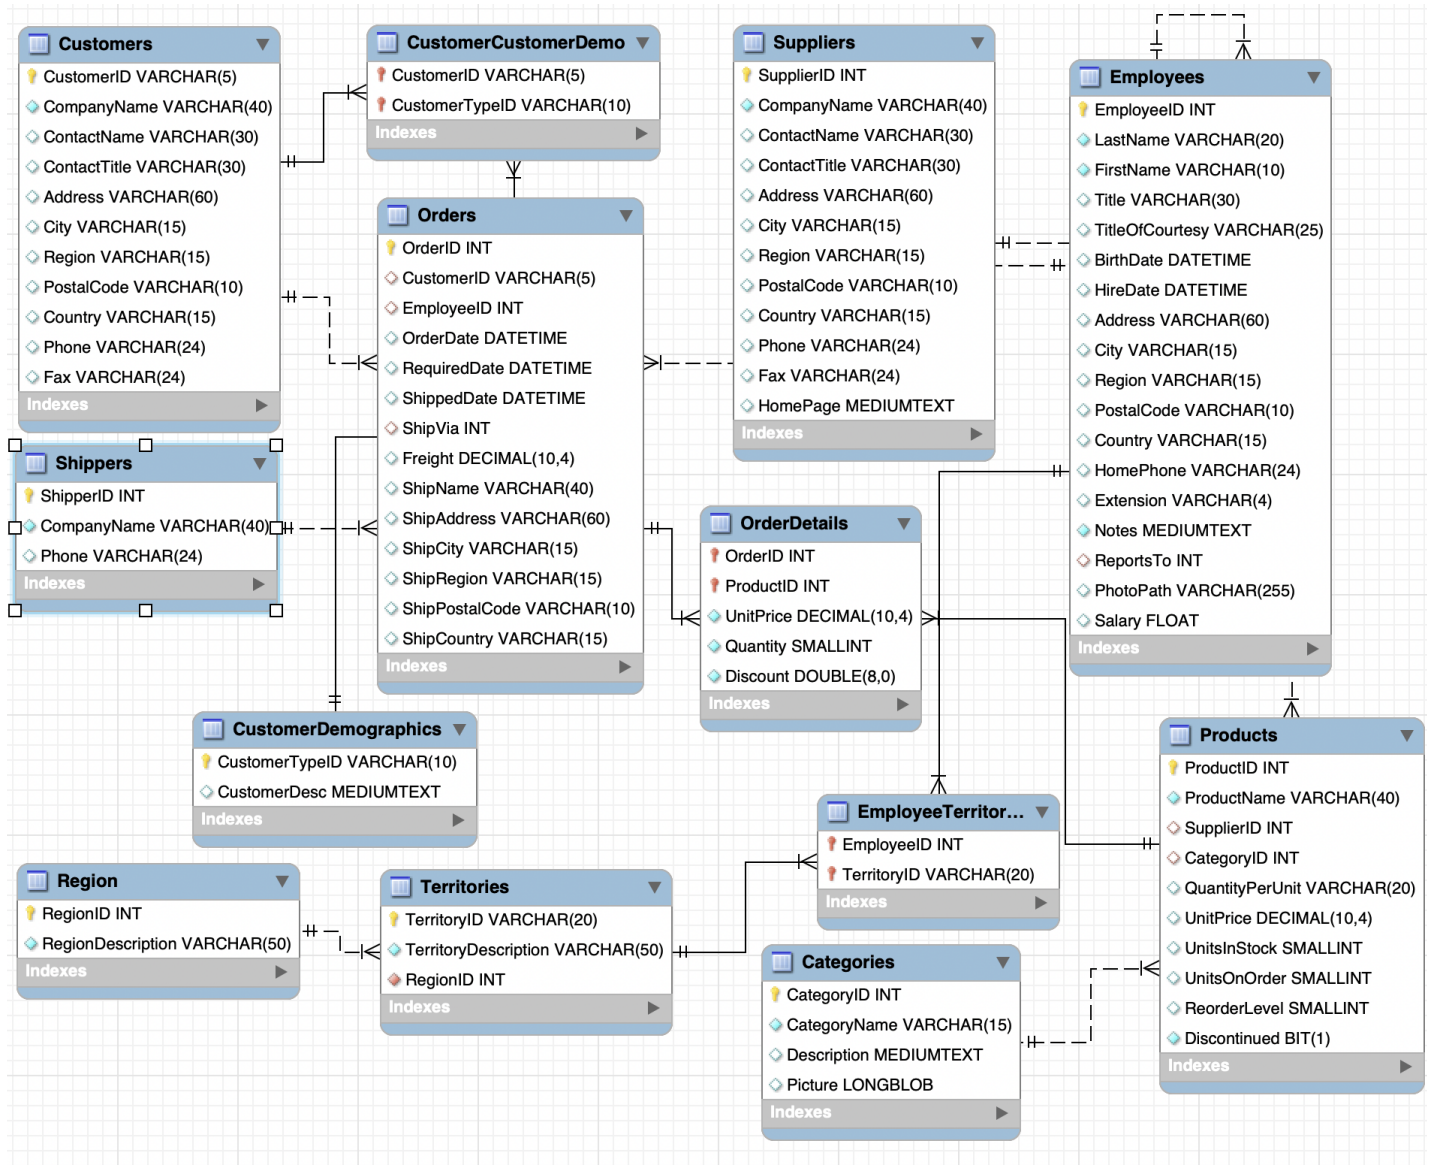 Customers
CustomerID VARCHAR(5)
CompanyName VARCHAR(40)
ContactName VARCHAR(30)
ContactTitle VARCHAR(30)
Address VARCHAR(60)
City VARCHAR(15)
Region VARCHAR(15)
PostalCode VARCHAR(10)
Country VARCHAR(15)
Phone VARCHAR(24)
Fax VARCHAR(24)
Indexes
CustomerCustomerDemo
CustomerID VARCHAR(5)
CustomerTypeID VARCHAR(10)
Indexes
Suppliers
SupplierID INT
CompanyName VARCHAR(40)
ContactName VARCHAR(30)
ContactTitle VARCHAR(30)
Address VARCHAR(60)
City VARCHAR(15)
Region VARCHAR(15)
PostalCode VARCHAR(10)
Country VARCHAR(15)
Phone VARCHAR(24)
Fax VARCHAR(24)
HomePage MEDIUMTEXT
Indexes
Employees
EmployeeID INT
LastName VARCHAR(20)
FirstName VARCHAR(10)
Title VARCHAR(30)
TitleOfCourtesy VARCHAR(25)
BirthDate DATETIME
HireDate DATETIME
Address VARCHAR(60)
City VARCHAR(15)
Region VARCHAR(15)
PostalCode VARCHAR(10)
Country VARCHAR(15)
HomePhone VARCHAR(24)
Extension VARCHAR(4)
Notes MEDIUMTEXT
ReportsTo INT
PhotoPath VARCHAR(255)
Salary FLOAT
Indexes
Orders
OrderID INT
CustomerID VARCHAR(5)
EmployeeID INT
OrderDate DATETIME
RequiredDate DATETIME
ShippedDate DATETIME
ShipVia INT
Freight DECIMAL(10,4)
ShipName VARCHAR(40)
ShipAddress VARCHAR(60)
ShipCity VARCHAR(15)
ShipRegion VARCHAR(15)
ShipPostalCode VARCHAR(10)
ShipCountry VARCHAR(15)
Indexes
Shippers
ShipperID INT
CompanyName VARCHAR(40)
Phone VARCHAR(24)
Indexes
OrderDetails
OrderID INT
ProductID INT
UnitPrice DECIMAL(10,4)
Quantity SMALLINT
Discount DOUBLE(8,0)
Indexes
CustomerDemographics
CustomerTypeID VARCHAR(10)
CustomerDesc MEDIUMTEXT
Indexes
Products
ProductID INT
ProductName VARCHAR(40)
SupplierID INT
CategoryID INT
QuantityPerUnit VARCHAR(20)
UnitPrice DECIMAL(10,4)
UnitsInStock SMALLINT
UnitsOnOrder SMALLINT
ReorderLevel SMALLINT
Discontinued BIT(1)
Indexes
EmployeeTerritor...
EmployeeID INT
TerritoryID VARCHAR(20)
Indexes
Region
RegionID INT
RegionDescription VARCHAR(50)
Indexes
Territories
TerritoryID VARCHAR(20)
TerritoryDescription VARCHAR(50)
RegionID INT
Indexes
Categories
CategoryID INT
CategoryName VARCHAR(15)
Description MEDIUMTEXT
Picture LONGBLOB
Indexes